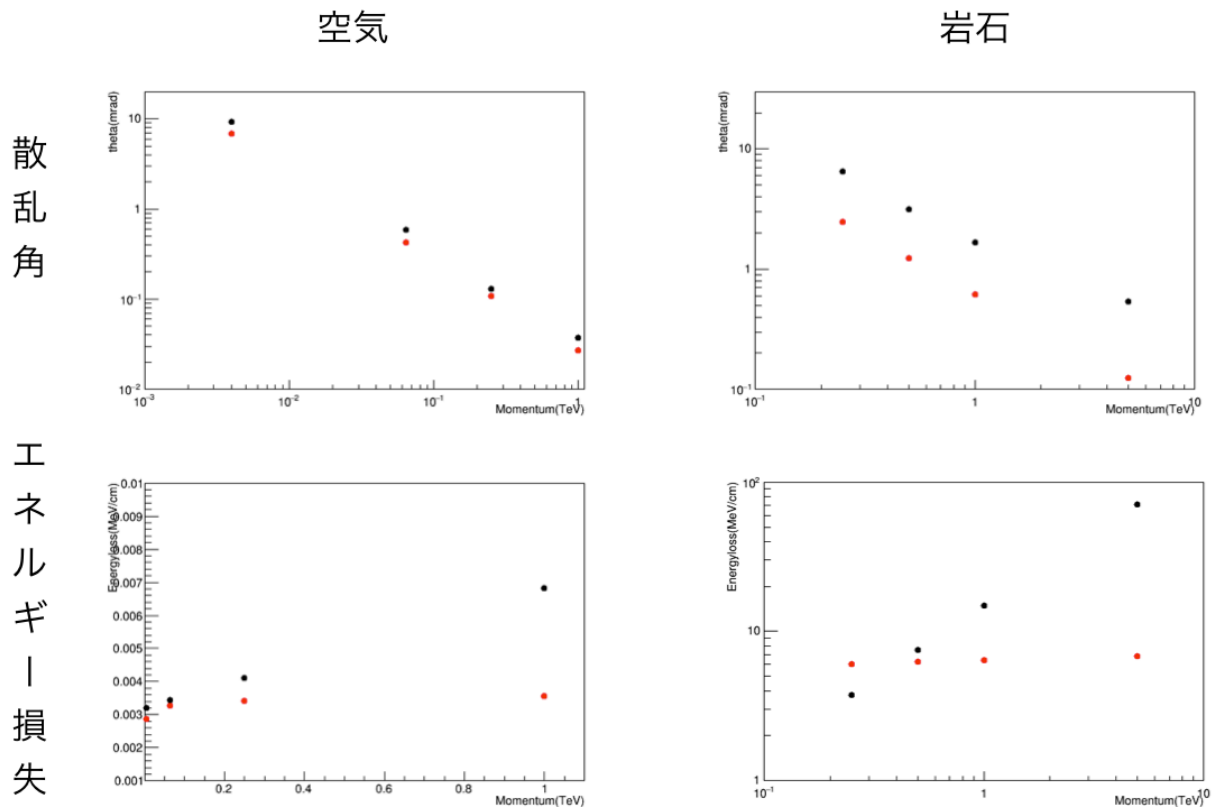 空気
岩石
散乱角
theta(mrad)
10
1
10-1
10-2
10-3
10-2
10-1
1
Momentum(TeV)
theta(mrad)
10
1
10-1
10-1
1
10
Momentum(TeV)
エネルギー損失
Energyloss(MeV/cm)
0.01
0.009
0.008
0.007
0.006
0.005
0.004
0.003
0.002
0.001
0.2
0.4
0.6
0.8
1
Momentum(TeV)
Energyloss(MeV/cm)
102
10
1
10-1
1
10
Momentum(TeV)